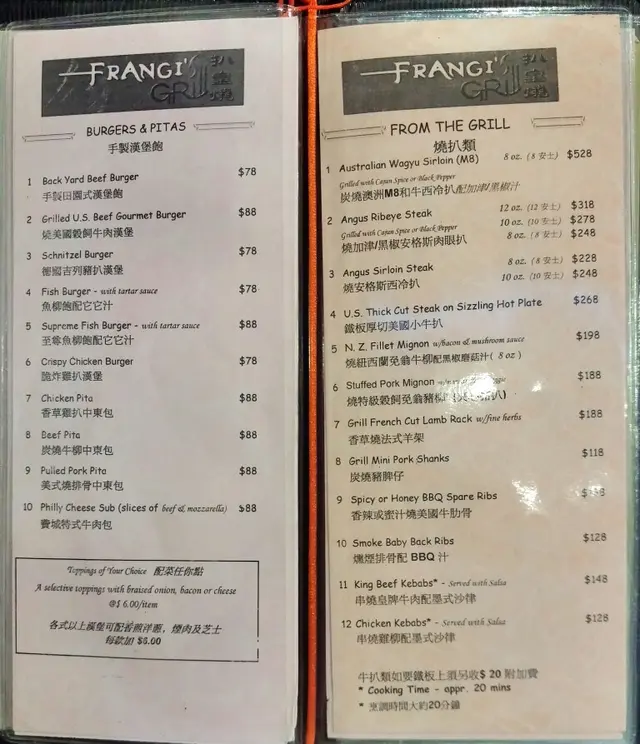 FRANGI'S GRILL 扒皇燒
BURGERS & PITAS
手製漢堡飽
1 Back Yard Beef Burger $78
手製田園式漢堡飽
2 Grilled U.S. Beef Gourmet Burger $88
燒美國穀飼牛肉漢堡
3 Schnitzel Burger $78
德國吉列豬扒漢堡
4 Fish Burger - with tartar sauce $78
魚柳飽配它它汁
5 Supreme Fish Burger - with tartar sauce $88
至尊魚柳飽配它它汁
6 Crispy Chicken Burger $78
脆炸雞扒漢堡
7 Chicken Pita $88
香草雞扒中東包
8 Beef Pita $88
炭燒牛柳中東包
9 Pulled Pork Pita $88
美式燒排骨中東包
10 Philly Cheese Sub (slices of beef & mozzarella) $88
費城特式牛肉包
Toppings of Your Choice 配菜任你點
A selective toppings with braised onion, bacon or cheese
@$ 6.00/item
各式以上漢堡可配香煎洋蔥，煙肉及芝士
每款加 $6.00
FRANGI'S GRILL 扒皇燒
FROM THE GRILL
燒扒類
1 Australian Wagyu Sirloin (M8) 8 oz. (8 安士) $528
Grilled with Cajun Spice or Black Pepper
炭燒澳洲M8和牛西冷扒配加津/黑椒汁
2 Angus Ribeye Steak 12 oz. (12 安士) $318
10 oz. (10 安士) $278
Grilled with Cajun Spice or Black Pepper 8 oz. (8 安士) $248
燒加津/黑椒安格斯肉眼扒
3 Angus Sirloin Steak 8 oz. (8 安士) $228
燒安格斯西冷扒 10 oz. (10 安士) $248
4 U.S. Thick Cut Steak on Sizzling Hot Plate $268
鐵板厚切美國小牛扒
5 N. Z. Fillet Mignon w/bacon & mushroom sauce $198
燒紐西蘭免翁牛柳配黑椒磨菇汁( 8 oz )
6 Stuffed Pork Mignon $188
燒特級穀飼免翁豬柳
7 Grill French Cut Lamb Rack w/fine herbs $188
香草燒法式羊架
8 Grill Mini Pork Shanks $118
炭燒豬脾仔
9 Spicy or Honey BBQ Spare Ribs
香辣或蜜汁燒美國牛肋骨
10 Smoke Baby Back Ribs $128
燻煙排骨配 BBQ 汁
11 King Beef Kebabs* - Served with Salsa $148
串燒皇牌牛肉配墨式沙律
12 Chicken Kebabs* - Served with Salsa $128
串燒雞柳配墨式沙律
牛扒類如要鐵板上須另收$ 20 附加費
* Cooking Time - appr. 20 mins
* 烹調時間大約20分鐘